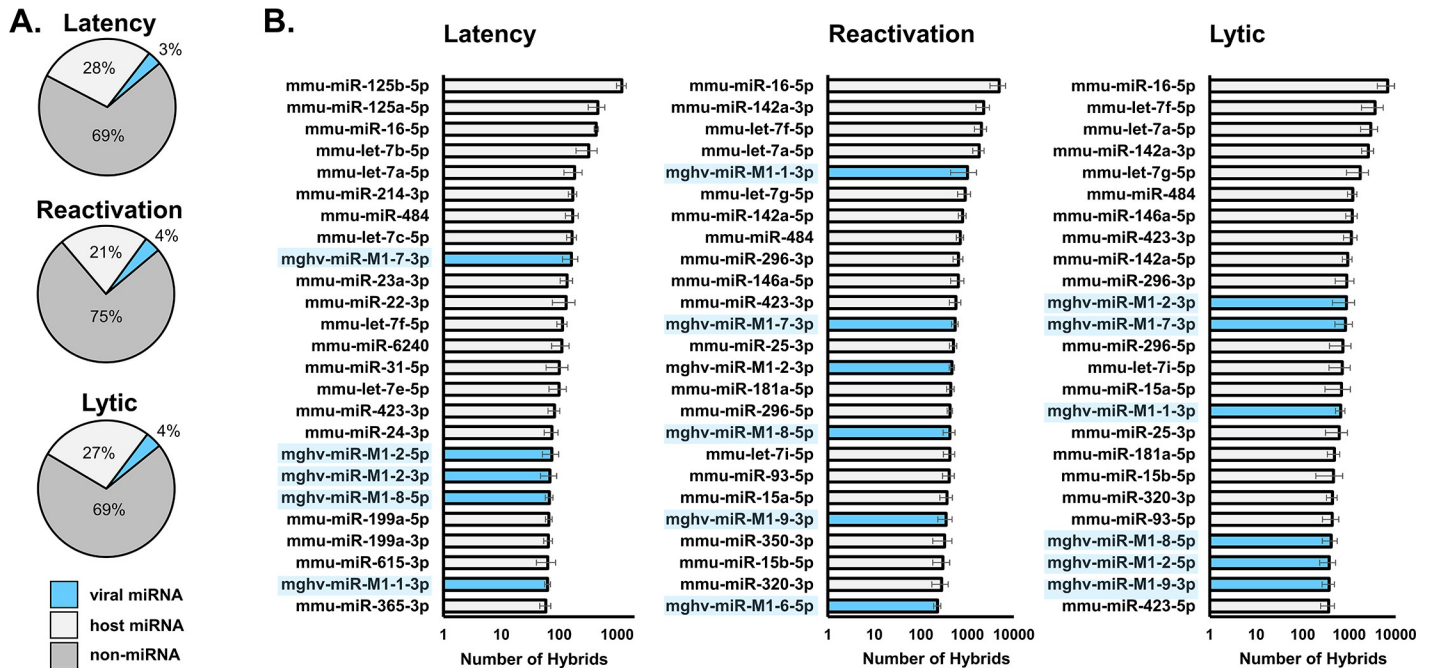 A.
Latency
3%
28%
69%
Reactivation
4%
21%
75%
Lytic
4%
27%
69%
viral miRNA
host miRNA
non-miRNA
B.
Latency
mmu-miR-125b-5p
mmu-miR-125a-5p
mmu-miR-16-5p
mmu-let-7b-5p
mmu-let-7a-5p
mmu-miR-214-3p
mmu-miR-484
mmu-let-7c-5p
mghv-miR-M1-7-3p
mmu-miR-23a-3p
mmu-miR-22-3p
mmu-let-7f-5p
mmu-miR-6240
mmu-miR-31-5p
mmu-let-7e-5p
mmu-miR-423-3p
mmu-miR-24-3p
mghv-miR-M1-2-5p
mghv-miR-M1-2-3p
mghv-miR-M1-8-5p
mmu-miR-199a-5p
mmu-miR-199a-3p
mmu-miR-615-3p
mghv-miR-M1-1-3p
mmu-miR-365-3p
1 10 100 1000
Number of Hybrids
Reactivation
mmu-miR-16-5p
mmu-miR-142a-3p
mmu-let-7f-5p
mmu-let-7a-5p
mghv-miR-M1-1-3p
mmu-let-7g-5p
mmu-miR-142a-5p
mmu-miR-484
mmu-miR-296-3p
mmu-miR-146a-5p
mmu-miR-423-3p
mghv-miR-M1-7-3p
mmu-miR-25-3p
mghv-miR-M1-2-3p
mmu-miR-181a-5p
mmu-miR-296-5p
mghv-miR-M1-8-5p
mmu-let-7i-5p
mmu-miR-93-5p
mmu-miR-15a-5p
mghv-miR-M1-9-3p
mmu-miR-350-3p
mmu-miR-15b-5p
mmu-miR-320-3p
mghv-miR-M1-6-5p
1 10 100 1000 10000
Number of Hybrids
Lytic
mmu-miR-16-5p
mmu-let-7f-5p
mmu-let-7a-5p
mmu-miR-142a-3p
mmu-let-7g-5p
mmu-miR-484
mmu-miR-146a-5p
mmu-miR-423-3p
mmu-miR-142a-5p
mmu-miR-296-3p
mghv-miR-M1-2-3p
mghv-miR-M1-7-3p
mmu-miR-296-5p
mmu-let-7i-5p
mmu-miR-15a-5p
mghv-miR-M1-1-3p
mmu-miR-25-3p
mmu-miR-181a-5p
mmu-miR-15b-5p
mmu-miR-320-3p
mmu-miR-93-5p
mghv-miR-M1-8-5p
mghv-miR-M1-2-5p
mghv-miR-M1-9-3p
mmu-miR-423-5p
1 10 100 1000 10000
Number of Hybrids